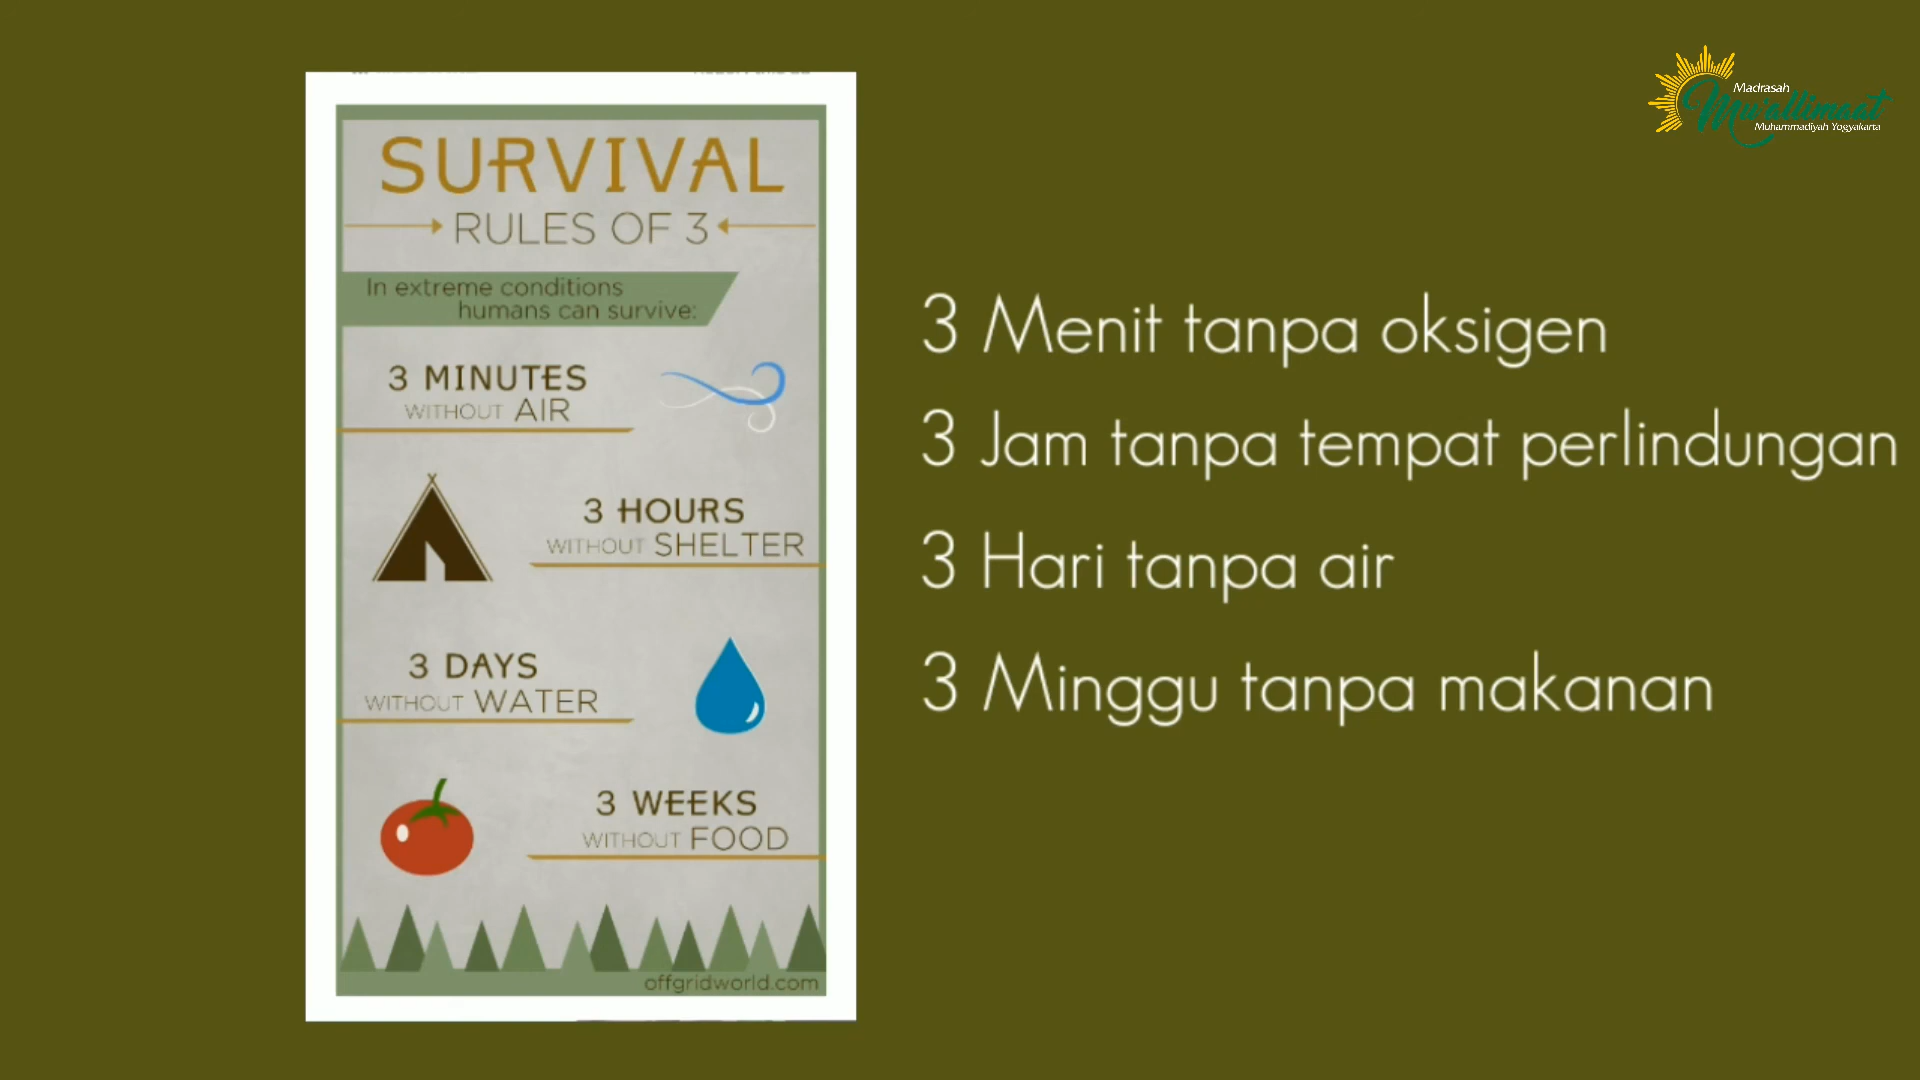 SURVIVAL
RULES OF 3
In extreme conditions
humans can survive:
3 MINUTES
WITHOUT AIR
3 HOURS
WITHOUT SHELTER
3 DAYS
WITHOUT WATER
3 WEEKS
WITHOUT FOOD
offgridworld.com
3 Menit tanpa oksigen
3 Jam tanpa tempat perlindungan
3 Hari tanpa air
3 Minggu tanpa makanan
Madrasah
Mu'allimaat
Muhammadiyah Yogyakarta